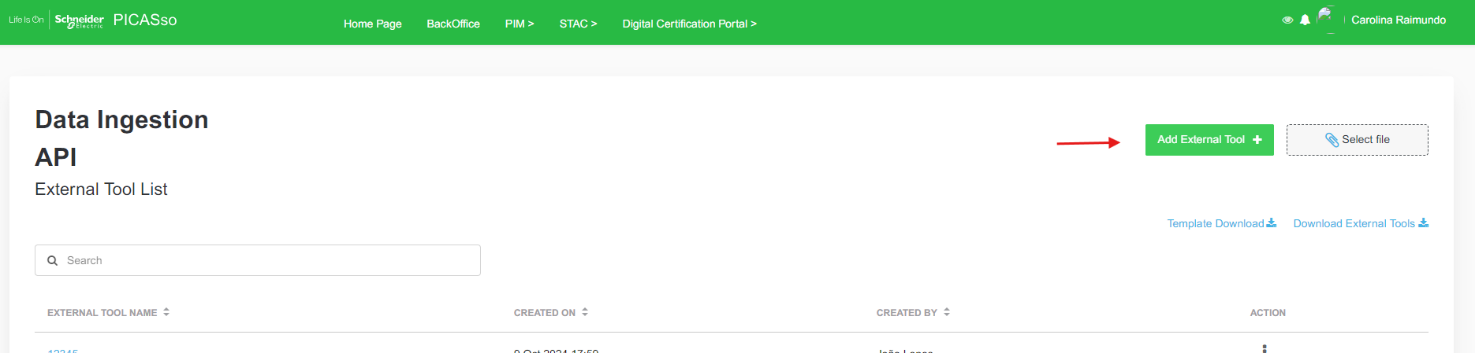 Life Is On Schneider Electric PICASso Home Page BackOffice PIM > STAC > Digital Certification Portal > Carolina Raimundo
Data Ingestion
API
Add External Tool +
Select file
External Tool List
Template Download
Download External Tools
Search
EXTERNAL TOOL NAME CREATED ON CREATED BY ACTION